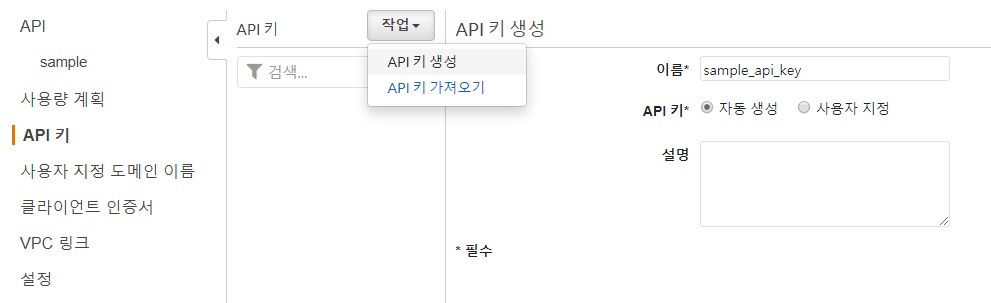 API
sample
사용량 계획
API 키
사용자 지정 도메인 이름
클라이언트 인증서
VPC 링크
설정
API 키
작업
API 키 생성
API 키 가져오기
검색...
API 키 생성
이름* sample_api_key
API 키* 자동 생성 사용자 지정
설명
* 필수